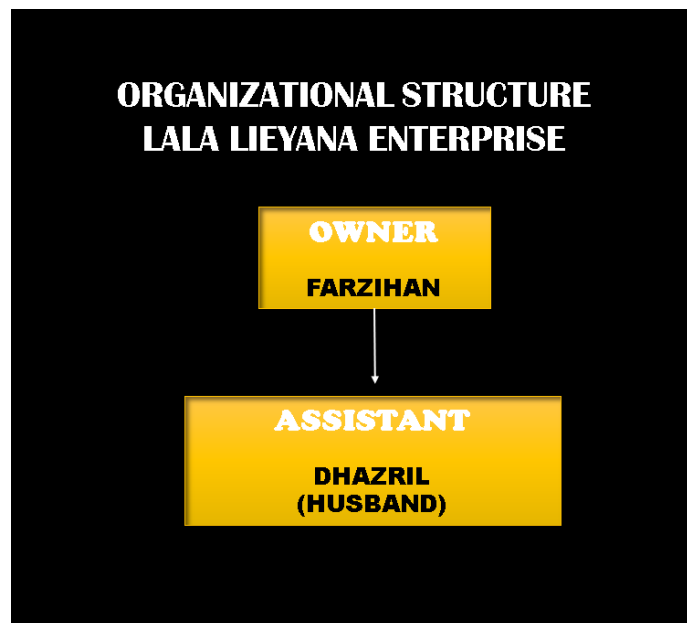 ORGANIZATIONAL STRUCTURE
LALA LIEYANA ENTERPRISE
OWNER
FARZIHAN
ASSISTANT
DHAZRIL
(HUSBAND)